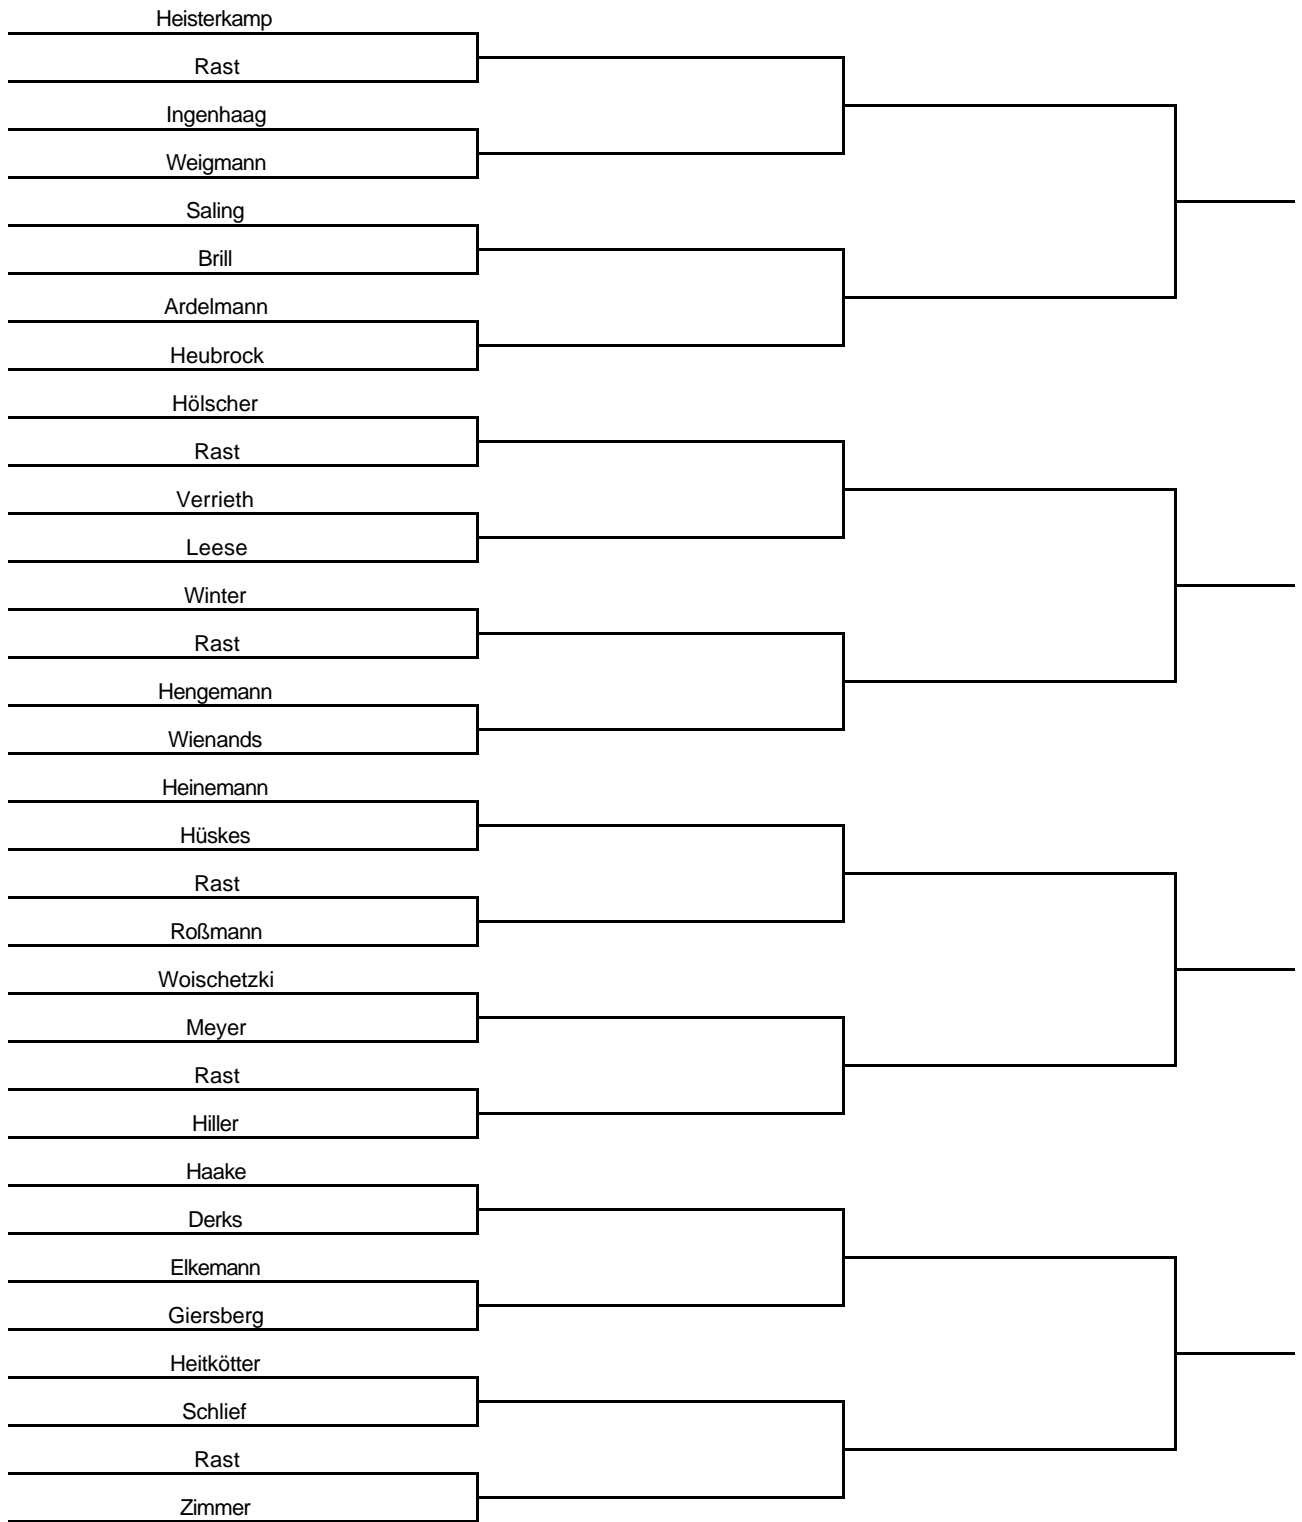 Heisterkamp
Rast
Ingenhaag
Weigmann
Saling
Brill
Ardelmann
Heubrock
Hölscher
Rast
Verrieth
Leese
Winter
Rast
Hengemann
Wienands
Heinemann
Hüskes
Rast
Roßmann
Woischetzki
Meyer
Rast
Hiller
Haake
Derks
Elkemann
Giersberg
Heitkötter
Schlief
Rast
Zimmer